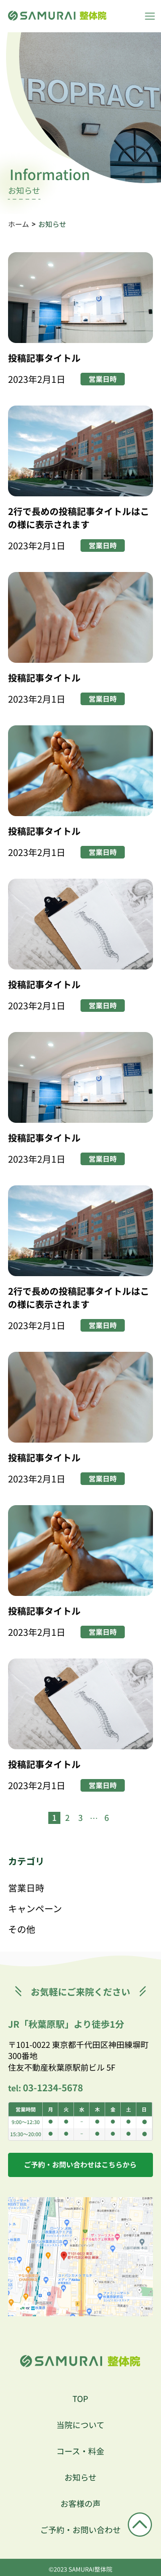 SAMURAI 整体院
IROPRACTO
Information
お知らせ
ホーム > お知らせ
投稿記事タイトル
2023年2月1日 営業日時
2行で長めの投稿記事タイトルはこ
の様に表示されます
2023年2月1日 営業日時
投稿記事タイトル
2023年2月1日 営業日時
投稿記事タイトル
2023年2月1日 営業日時
投稿記事タイトル
2023年2月1日 営業日時
投稿記事タイトル
2023年2月1日 営業日時
2行で長めの投稿記事タイトルはこ
の様に表示されます
2023年2月1日 営業日時
投稿記事タイトル
2023年2月1日 営業日時
投稿記事タイトル
2023年2月1日 営業日時
投稿記事タイトル
2023年2月1日 営業日時
1 2 3 … 6
カテゴリ
営業日時
キャンペーン
その他
お気軽にご来院ください
JR「秋葉原駅」より徒歩1分
〒101-0022 東京都千代田区神田練塀町
300番地
住友不動産秋葉原駅前ビル 5F
tel: 03-1234-5678
営業時間 月 火 水 木 金 土 日
9:00〜12:30 ● ● − ● ● ● ●
15:30〜20:00 ● ● − ● ● ● ●
ご予約・お問い合わせはこちらから
SAMURAI 整体院
TOP
当院について
コース・料金
お知らせ
お客様の声
ご予約・お問い合わせ
©2023 SAMURAI整体院